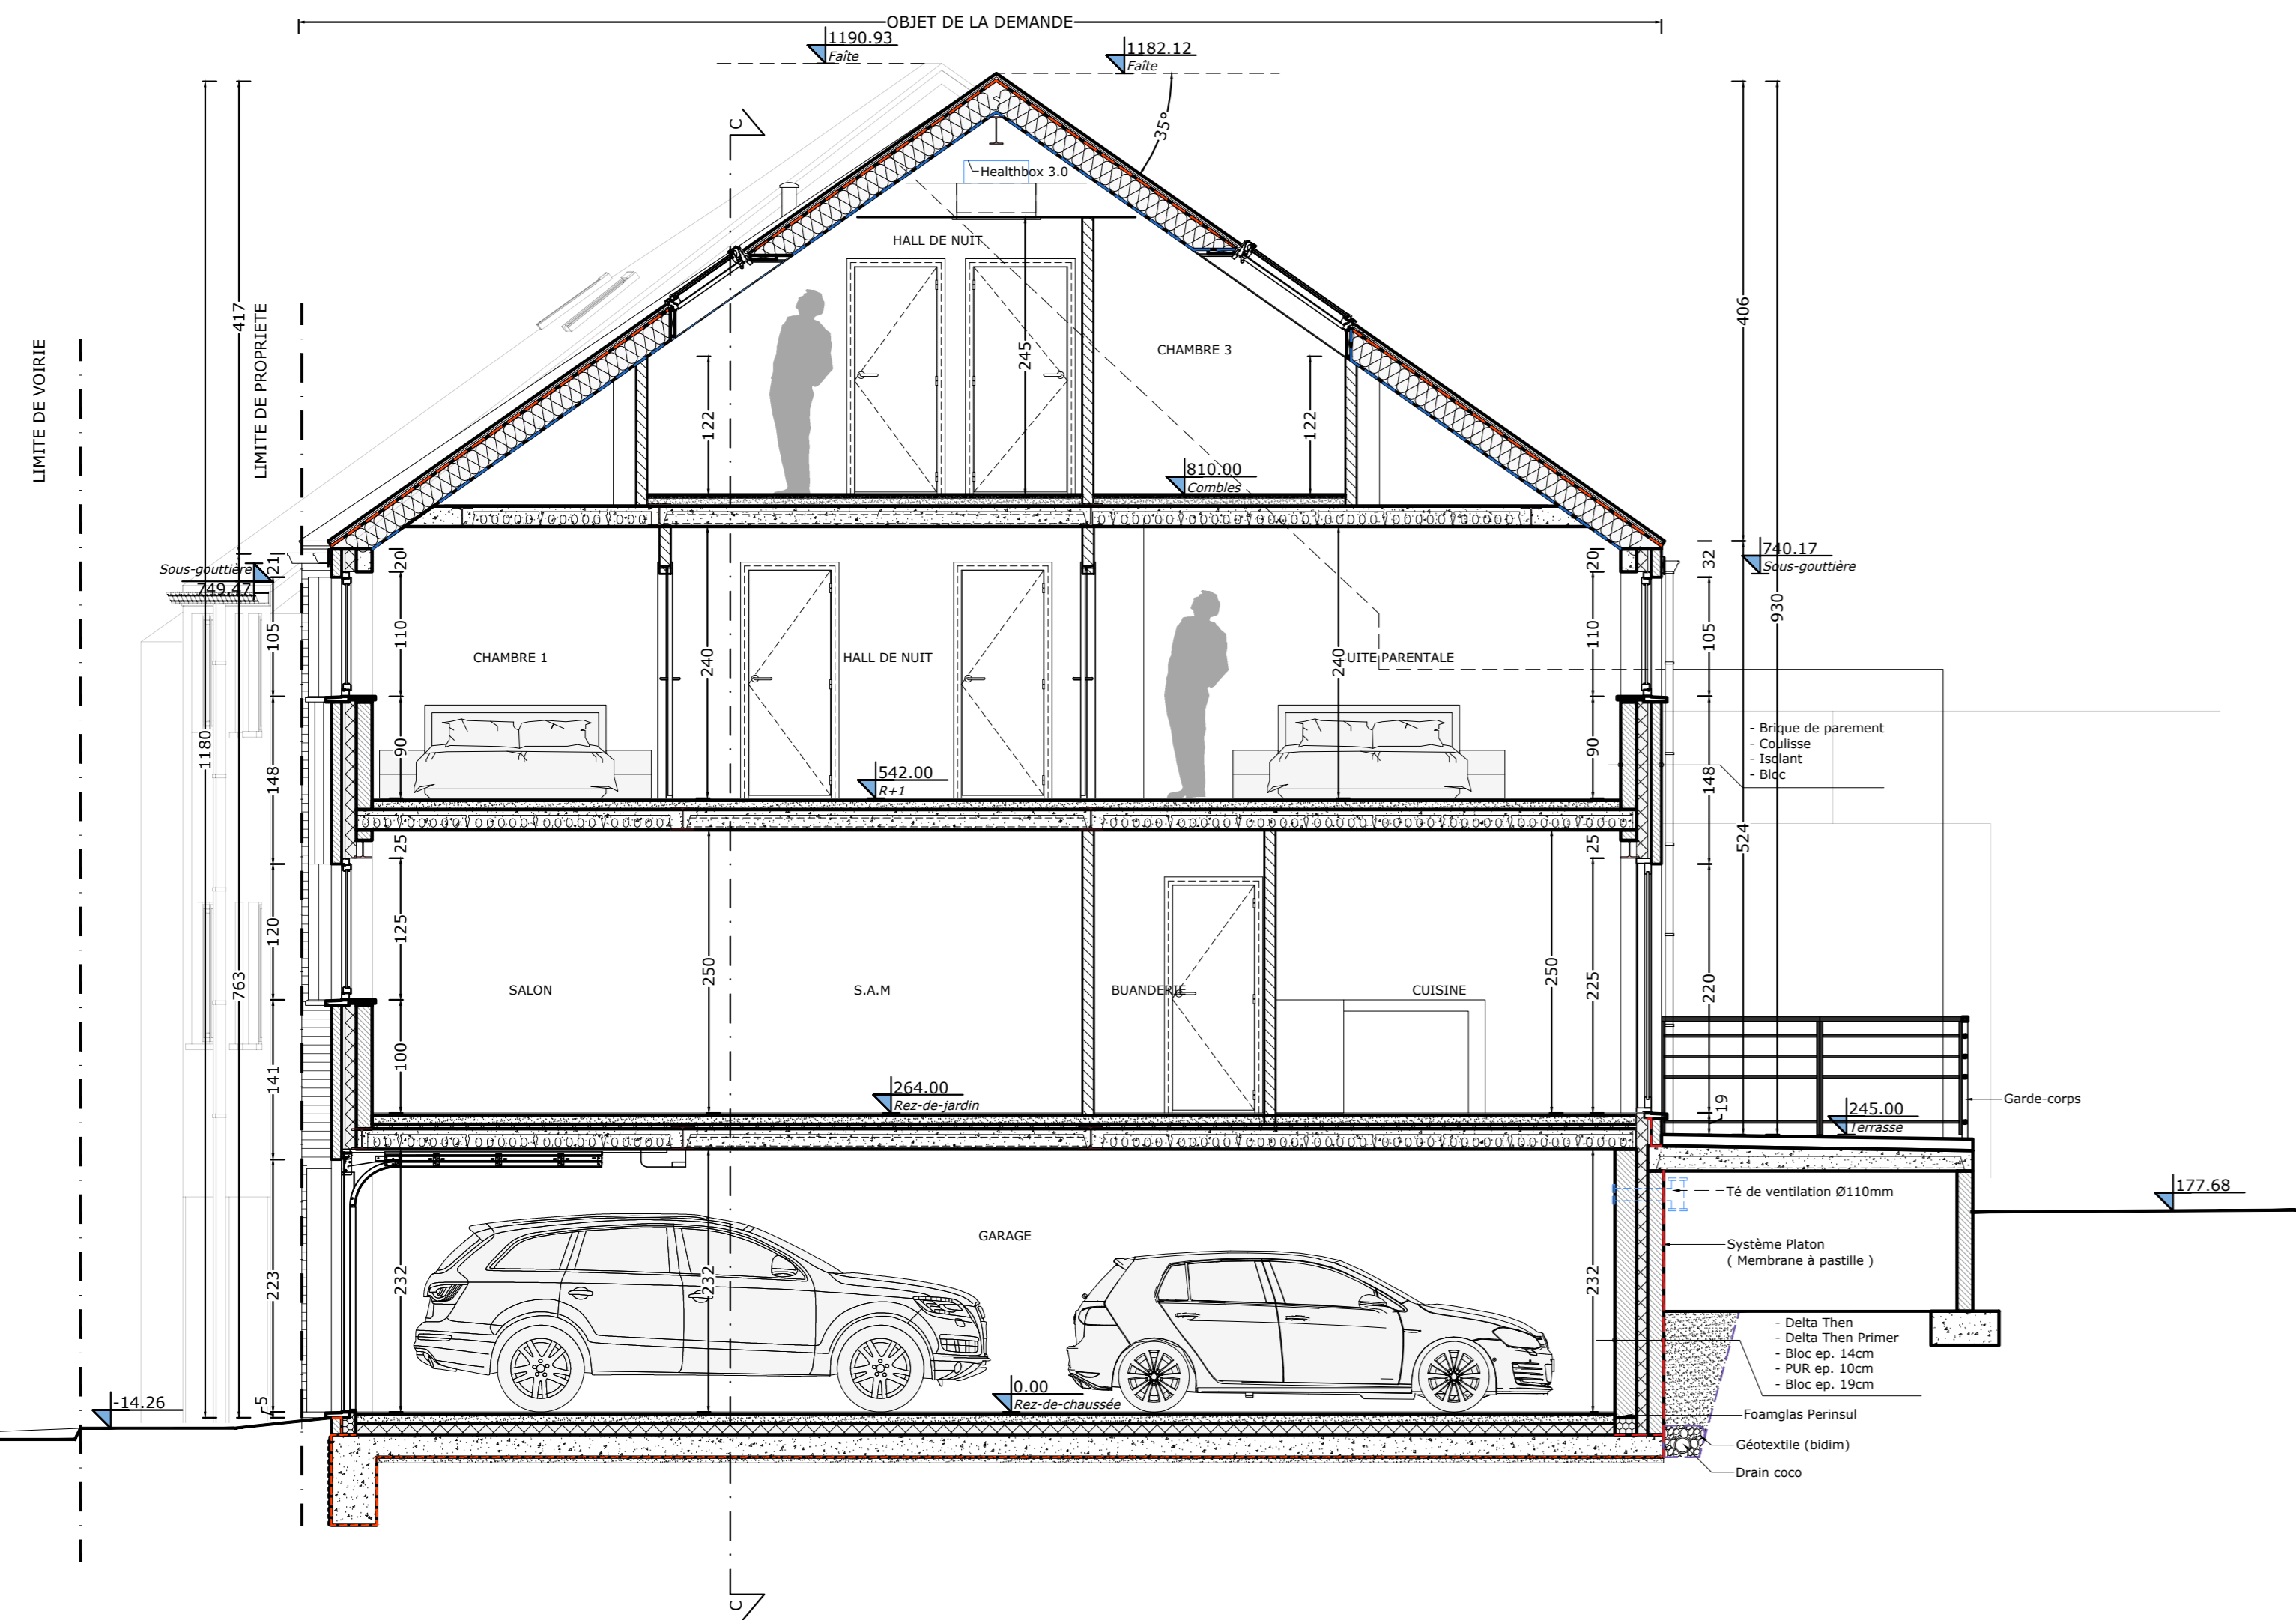 OBJET DE LA DEMANDE
1190.93
Faîte
1182.12
Faîte
35°
C
Healthbox 3.0
HALL DE NUIT
CHAMBRE 3
245
122
122
810.00
Combles
417
406
LIMITE DE VOIRIE
LIMITE DE PROPRIETE
Sous-gouttière
749.47
740.17
Sous-gouttière
21
20
20
32
105
110
240
240
110
105
930
CHAMBRE 1
HALL DE NUIT
UITE PARENTALE
1180
148
90
90
148
542.00
R+1
- Brique de parement
- Coulisse
- Isolant
- Bloc
524
25
25
120
125
250
250
225
220
763
SALON
S.A.M
BUANDERIE
CUISINE
141
100
264.00
Rez-de-jardin
19
245.00
Terrasse
Garde-corps
177.68
Té de ventilation Ø110mm
GARAGE
Système Platon
( Membrane à pastille )
223
232
232
232
- Delta Then
- Delta Then Primer
- Bloc ep. 14cm
- PUR ep. 10cm
- Bloc ep. 19cm
-14.26
5
0.00
Rez-de-chaussée
Foamglas Perinsul
Géotextile (bidim)
Drain coco
C